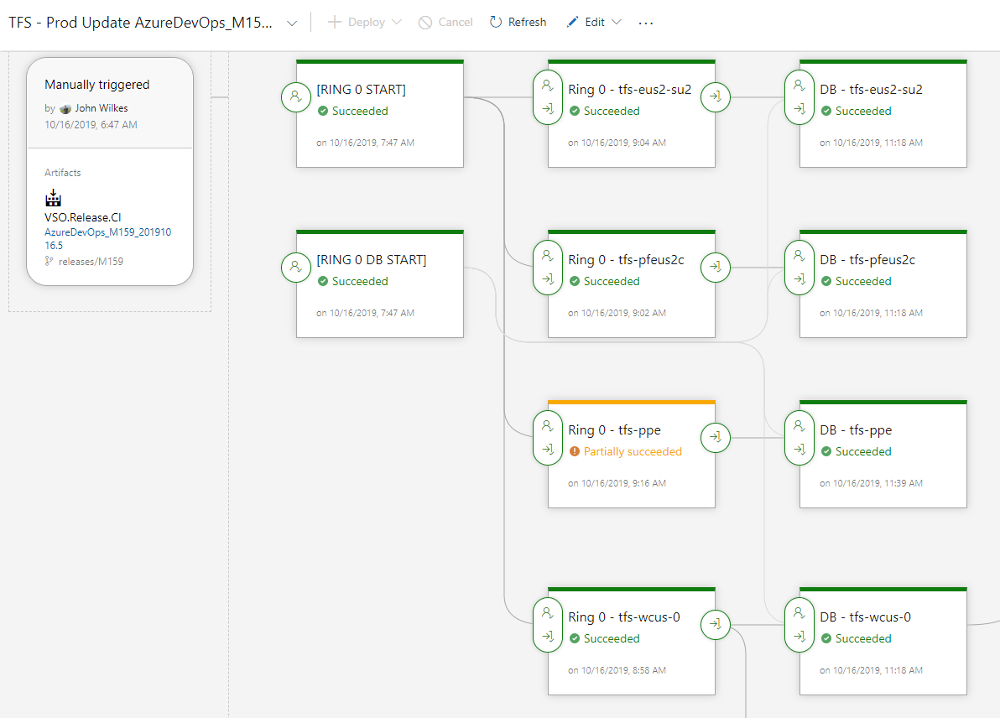 TFS - Prod Update AzureDevOps_M15...
Deploy
Cancel
Refresh
Edit
...
Manually triggered
by John Wilkes
10/16/2019, 6:47 AM
Artifacts
VSO.Release.CI
AzureDevOps_M159_201910
16.5
releases/M159
[RING 0 START]
Succeeded
on 10/16/2019, 7:47 AM
Ring 0 - tfs-eus2-su2
Succeeded
on 10/16/2019, 9:04 AM
DB - tfs-eus2-su2
Succeeded
on 10/16/2019, 11:18 AM
[RING 0 DB START]
Succeeded
on 10/16/2019, 7:47 AM
Ring 0 - tfs-pfeus2c
Succeeded
on 10/16/2019, 9:02 AM
DB - tfs-pfeus2c
Succeeded
on 10/16/2019, 11:18 AM
Ring 0 - tfs-ppe
Partially succeeded
on 10/16/2019, 9:16 AM
DB - tfs-ppe
Succeeded
on 10/16/2019, 11:39 AM
Ring 0 - tfs-wcus-0
Succeeded
on 10/16/2019, 8:58 AM
DB - tfs-wcus-0
Succeeded
on 10/16/2019, 11:18 AM